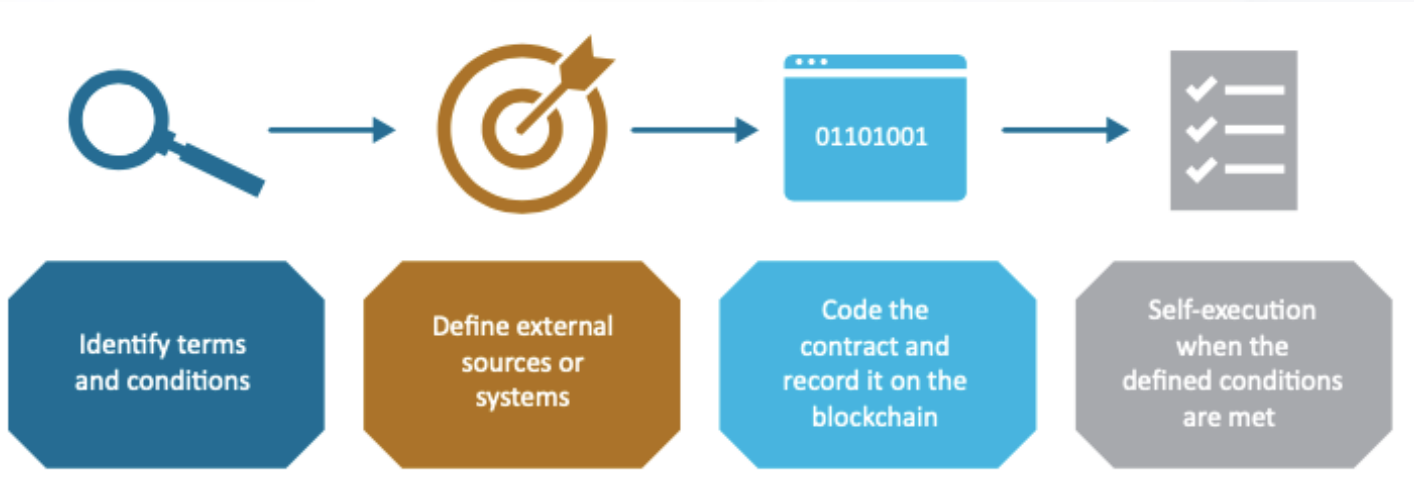 01101001
Identify terms
and conditions
Define external
sources or
systems
Code the
contract and
record it on the
blockchain
Self-execution
when the
defined conditions
are met